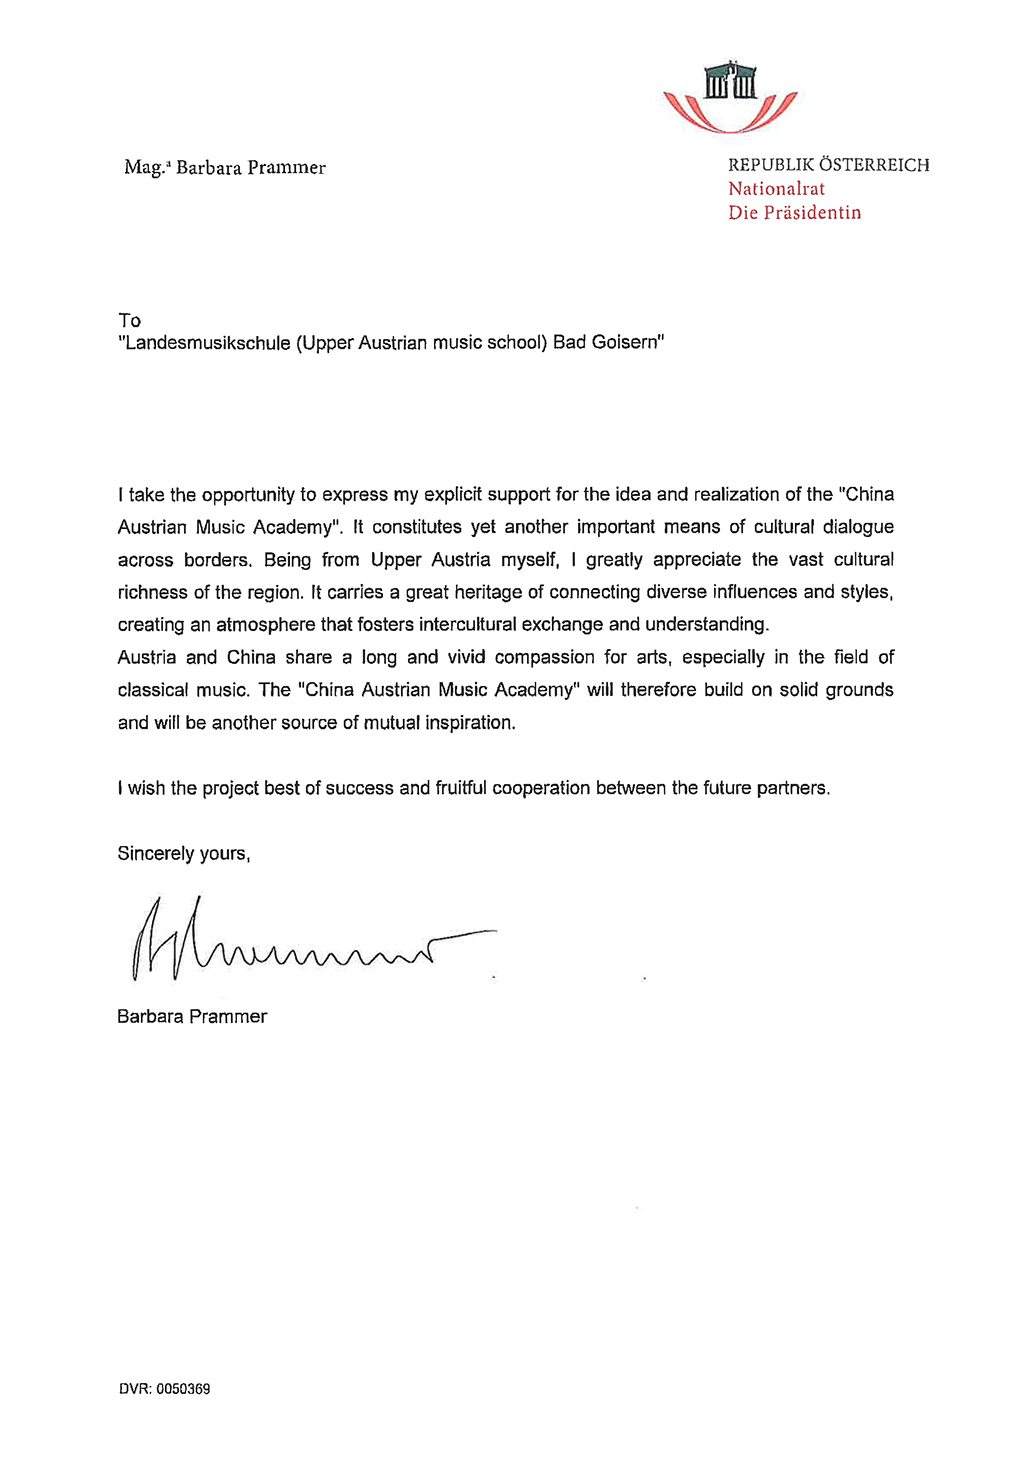 Mag.ª Barbara Prammer
REPUBLIK ÖSTERREICH
Nationalrat
Die Präsidentin
To
"Landesmusikschule (Upper Austrian music school) Bad Goisern"
I take the opportunity to express my explicit support for the idea and realization of the "China
Austrian Music Academy". It constitutes yet another important means of cultural dialogue
across borders. Being from Upper Austria myself, I greatly appreciate the vast cultural
richness of the region. It carries a great heritage of connecting diverse influences and styles,
creating an atmosphere that fosters intercultural exchange and understanding.
Austria and China share a long and vivid compassion for arts, especially in the field of
classical music. The "China Austrian Music Academy" will therefore build on solid grounds
and will be another source of mutual inspiration.
I wish the project best of success and fruitful cooperation between the future partners.
Sincerely yours,
Barbara Prammer
DVR: 0050369